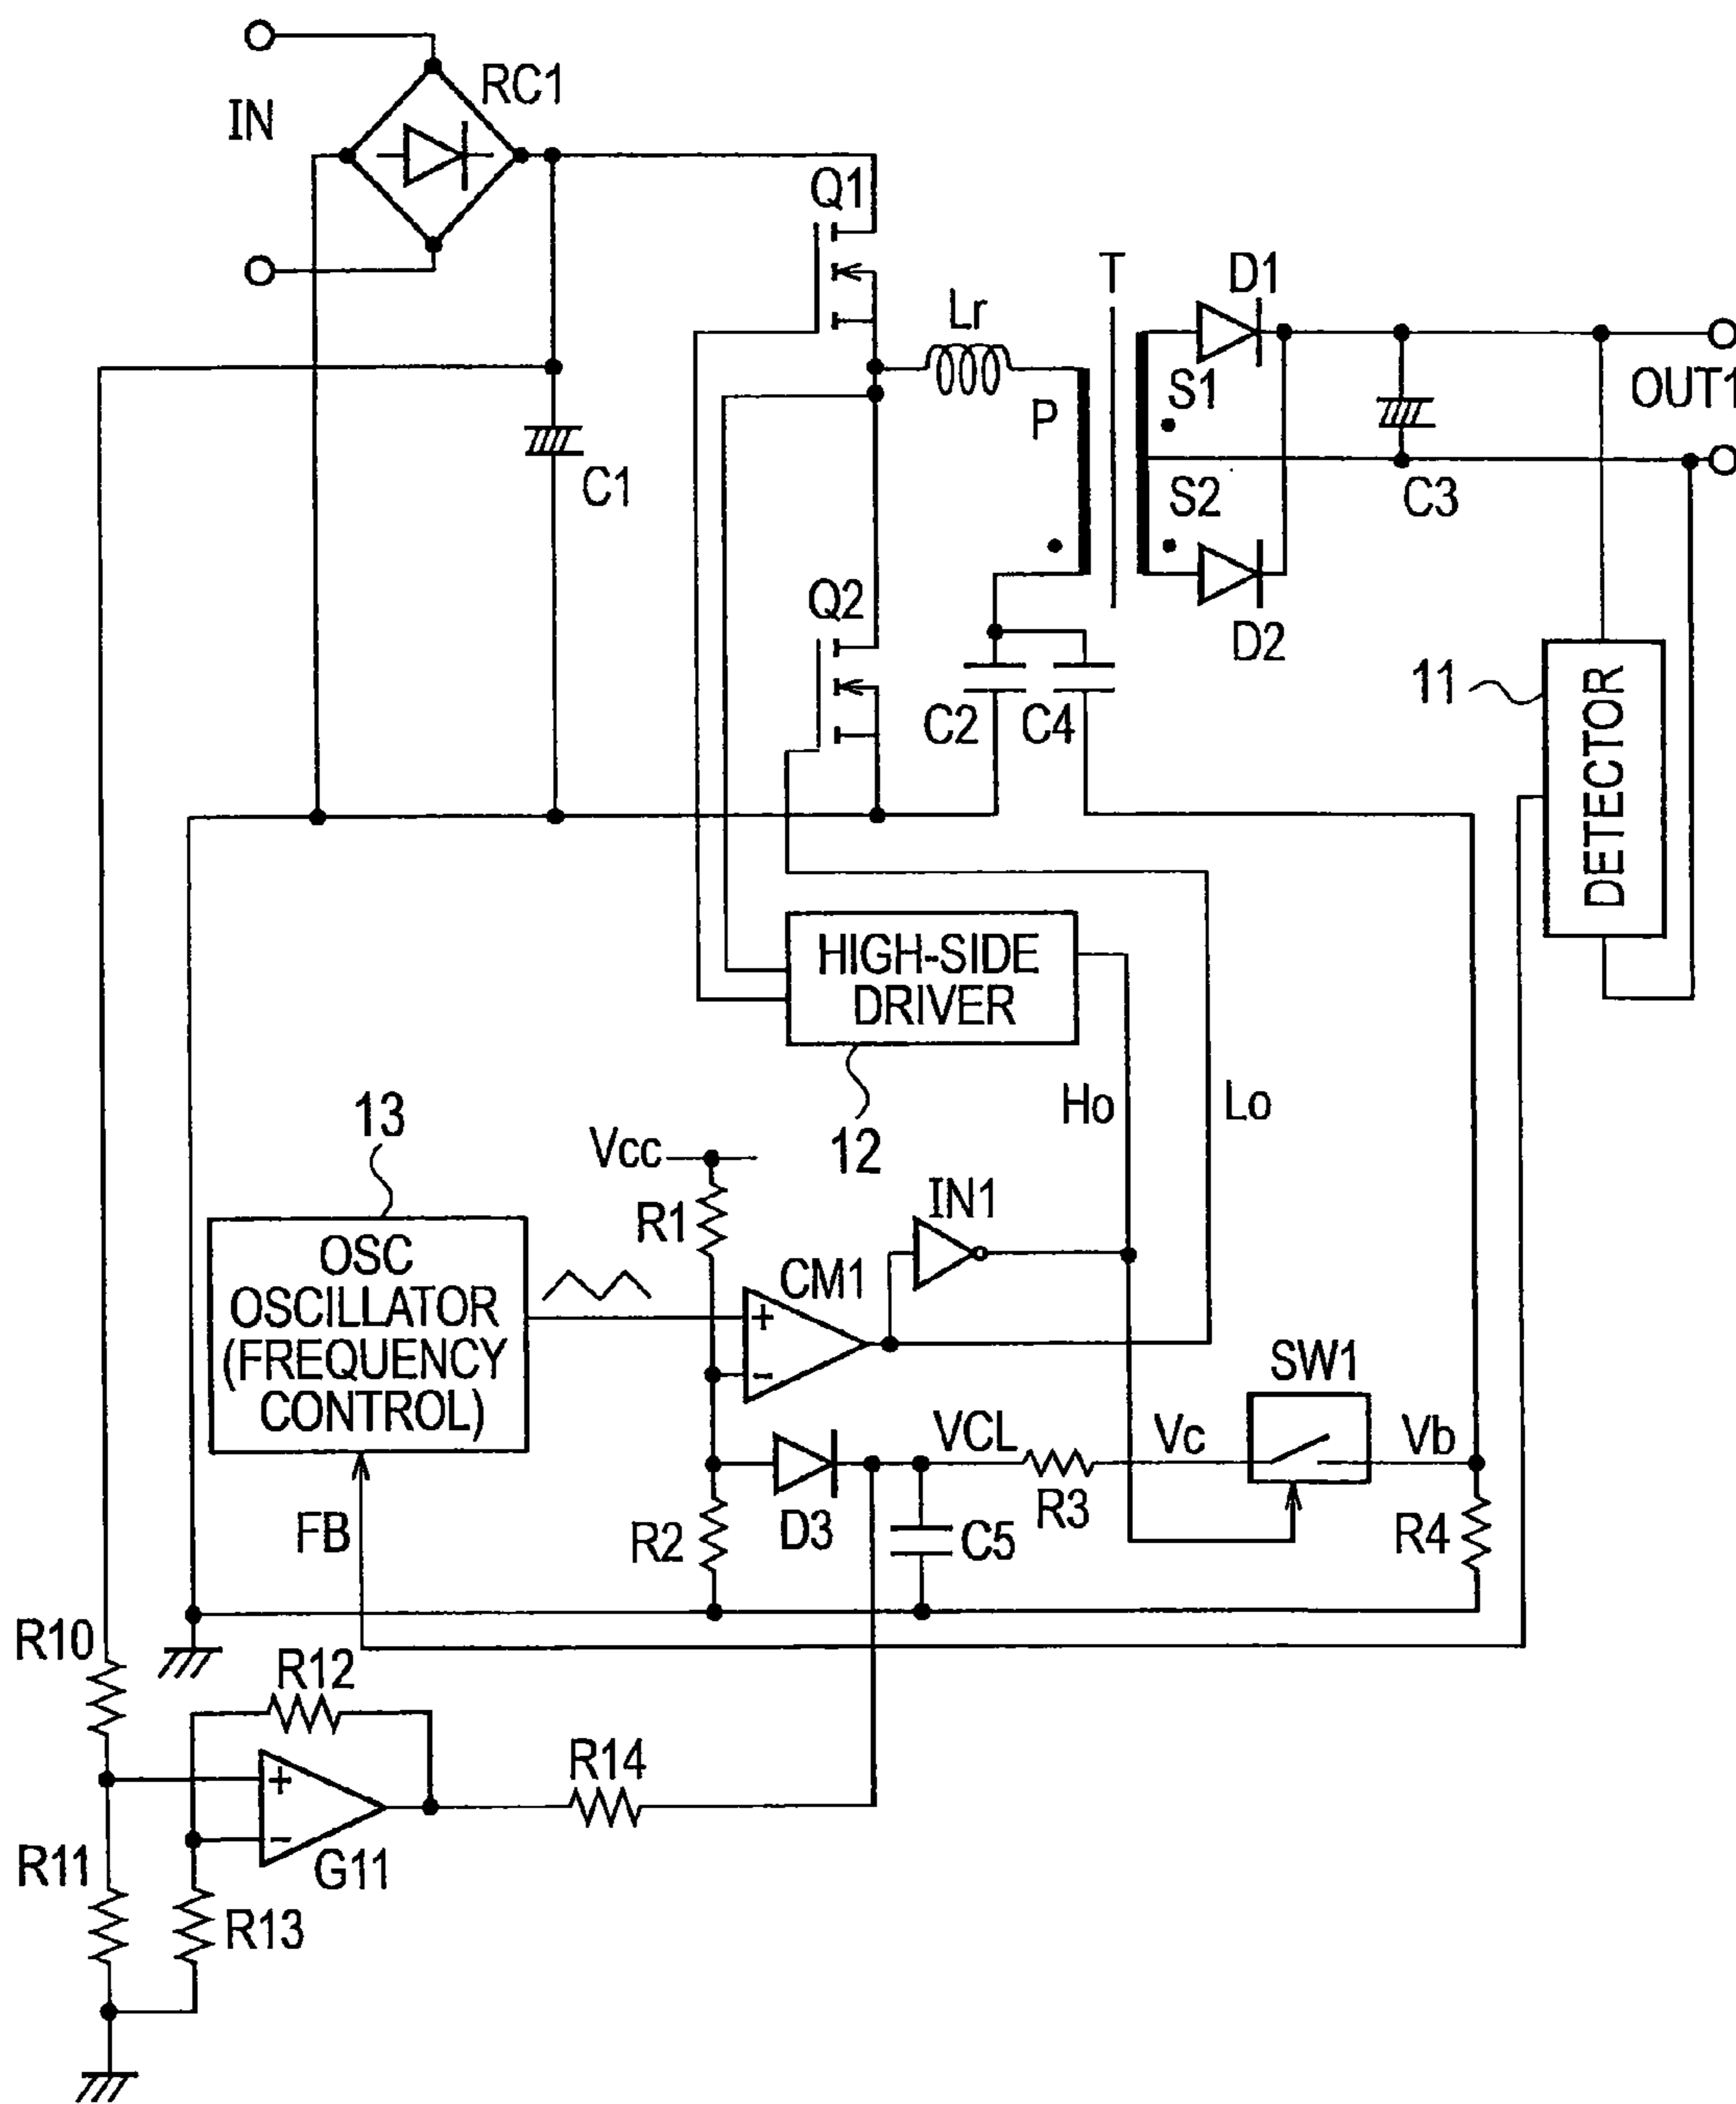 IN
RC1
Q1
T
D1
Lr
S1
OUT1
P
C1
S2
C3
Q2
D2
11
C2
C4
DETECTOR
HIGH-SIDE
DRIVER
13
Ho
Lo
Vcc
12
R1
IN1
OSC
OSCILLATOR
(FREQUENCY
CONTROL)
CM1
+
-
SW1
VCL
Vc
Vb
FB
R2
D3
C5
R3
R4
R10
R12
R14
+
-
R11
G11
R13